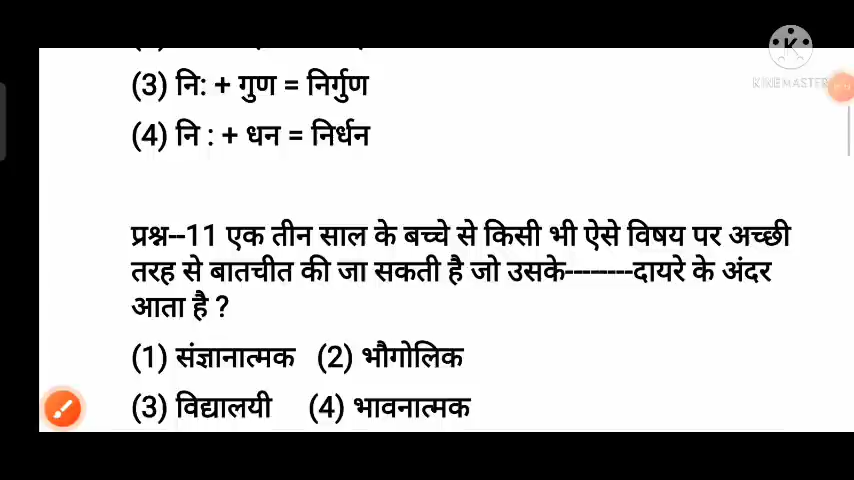 (3) नि: + गुण = निर्गुण
(4) नि : + धन = निर्धन
प्रश्न--11 एक तीन साल के बच्चे से किसी भी ऐसे विषय पर अच्छी
तरह से बातचीत की जा सकती है जो उसके--------दायरे के अंदर
आता है ?
(1) संज्ञानात्मक (2) भौगोलिक
(3) विद्यालयी (4) भावनात्मक
KINEMASTER